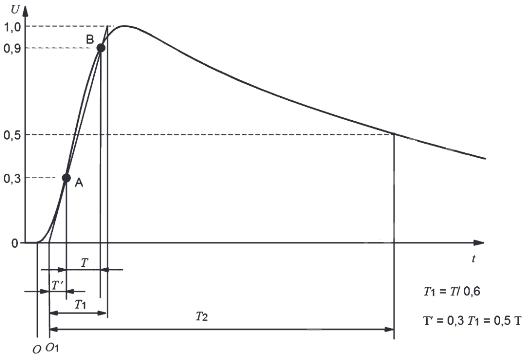 U
1,0
0,9
B
0,5
0,3
A
0
t
T
T'
T1
T2
O O1
T1 = T/ 0,6
T' = 0,3 T1 = 0,5 T